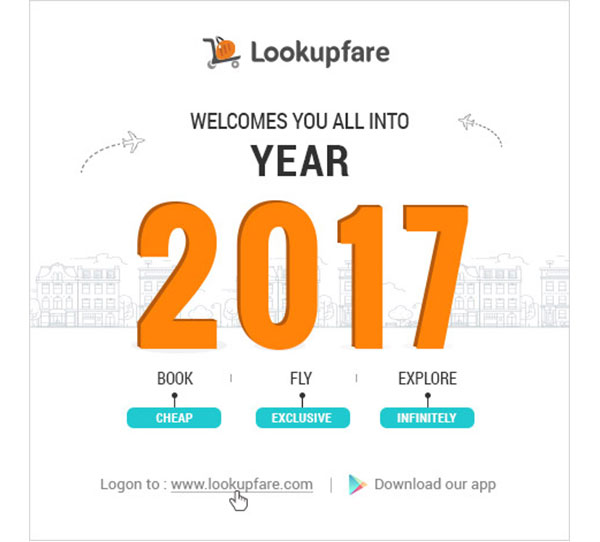 Lookupfare
WELCOMES YOU ALL INTO
YEAR
2017
BOOK | FLY | EXPLORE
CHEAP EXCLUSIVE INFINITELY
Logon to : www.lookupfare.com | Download our app